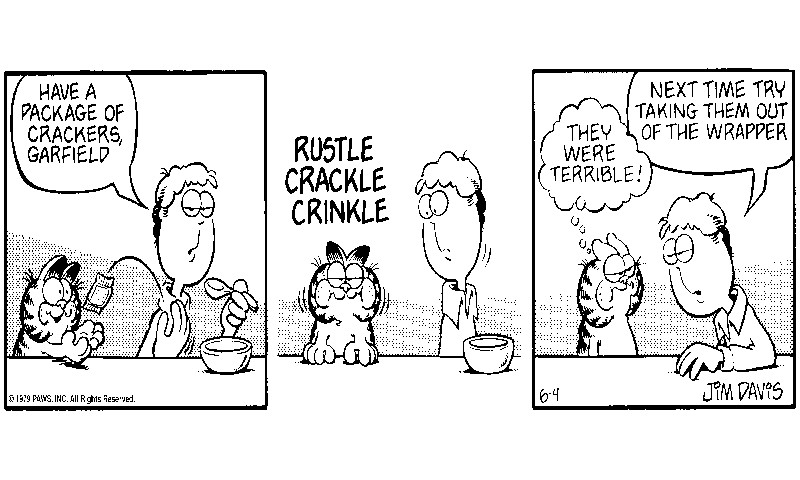 HAVE A
PACKAGE OF
CRACKERS,
GARFIELD
© 1979 PAWS, INC. All Rights Reserved.
RUSTLE
CRACKLE
CRINKLE
THEY
WERE
TERRIBLE!
NEXT TIME TRY
TAKING THEM OUT
OF THE WRAPPER
6-4
JIM DAVIS